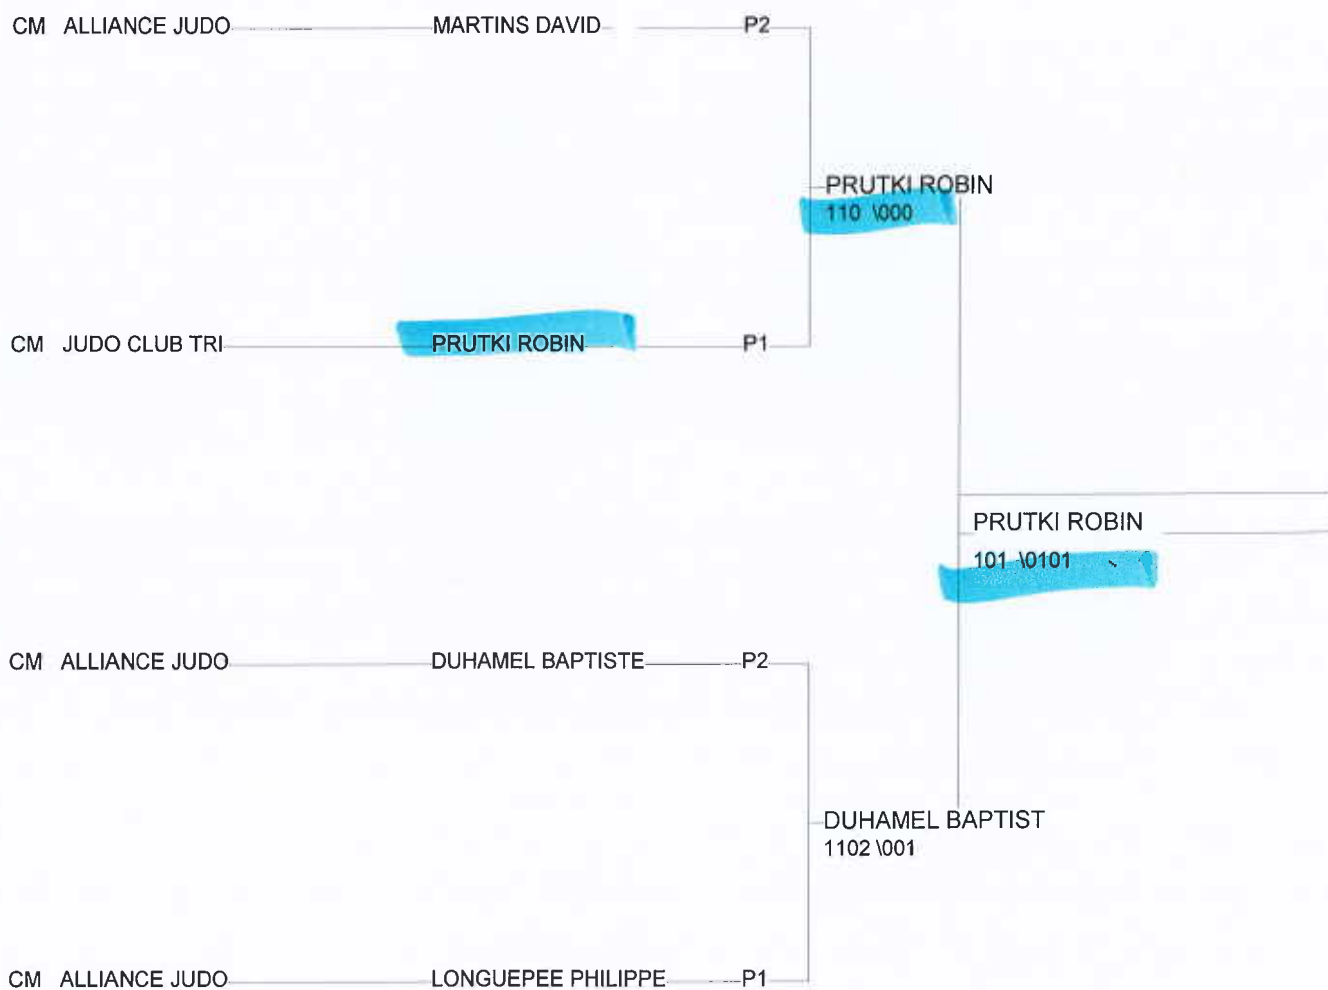 CM ALLIANCE JUDO MARTINS DAVID P2
PRUTKI ROBIN
110 \000
CM JUDO CLUB TRI PRUTKI ROBIN P1
PRUTKI ROBIN
101 \0101
CM ALLIANCE JUDO DUHAMEL BAPTISTE P2
DUHAMEL BAPTIST
1102 \001
CM ALLIANCE JUDO LONGUEPEE PHILIPPE P1